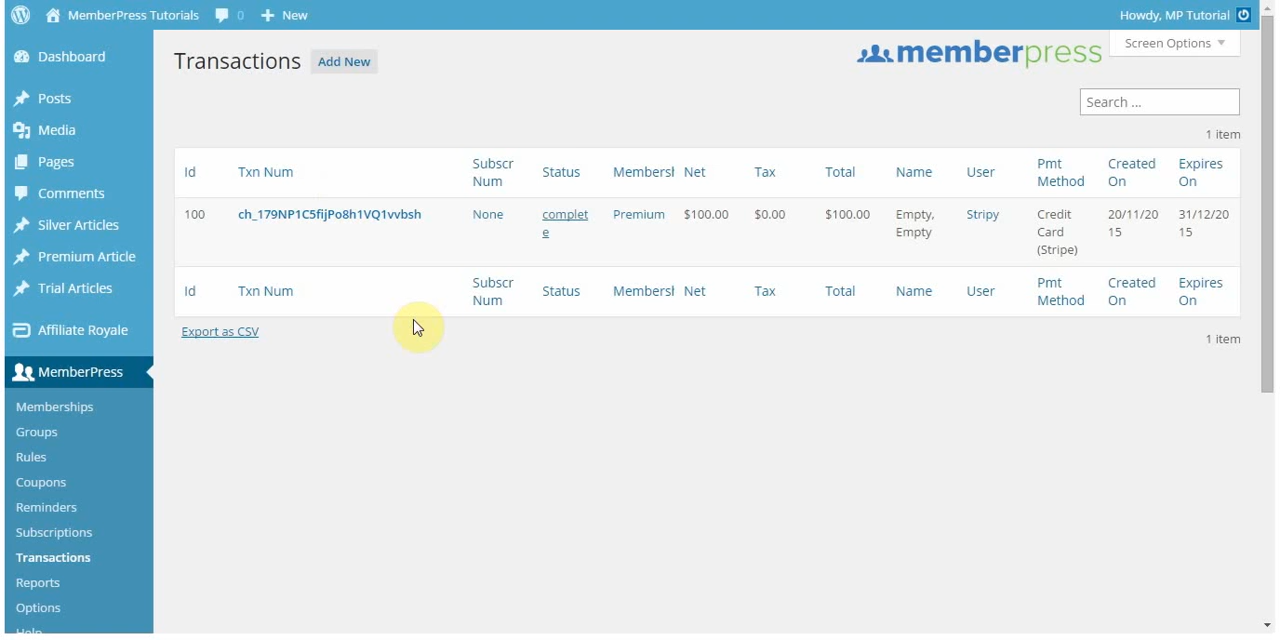 MemberPress Tutorials 0 New Howdy, MP Tutorial
Dashboard
Posts
Media
Pages
Comments
Silver Articles
Premium Article
Trial Articles
Affiliate Royale
MemberPress
Memberships
Groups
Rules
Coupons
Reminders
Subscriptions
Transactions
Reports
Options
Help
Transactions Add New
memberpress
Screen Options
Search ...
1 item
Id Txn Num Subscr Num Status Membersh Net Tax Total Name User Pmt Method Created On Expires On
100 ch_179NP1C5fijPo8h1VQ1vvbsh None complet $100.00 $0.00 $100.00 Empty, Stripy Credit 20/11/20 31/12/20
Premium
e Empty Card 15 15
(Stripe)
Id Txn Num Subscr Num Status Membersh Net Tax Total Name User Pmt Method Created On Expires On
Export as CSV
1 item